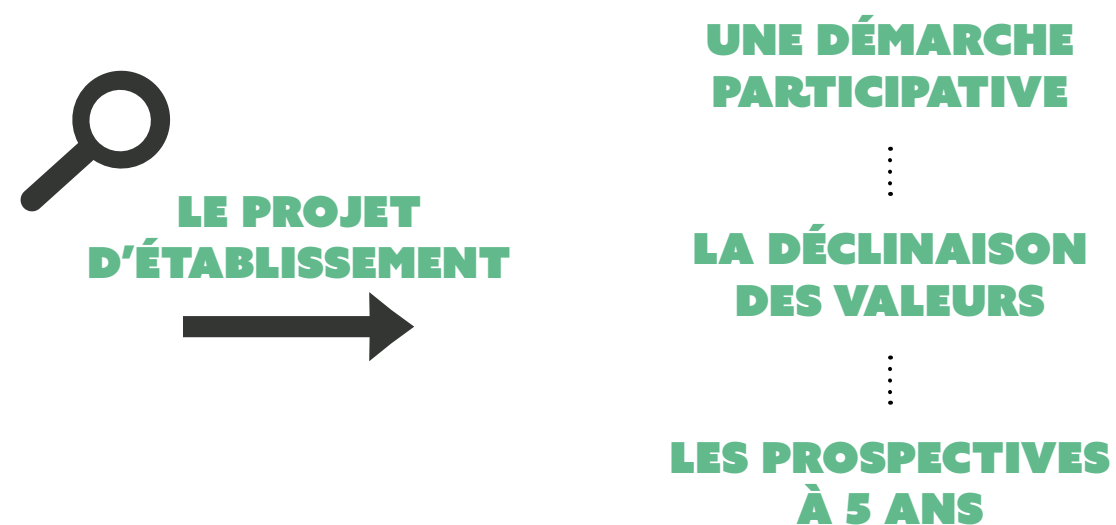 LE PROJET
D'ÉTABLISSEMENT
UNE DÉMARCHE
PARTICIPATIVE
LA DÉCLINAISON
DES VALEURS
LES PROSPECTIVES
À 5 ANS